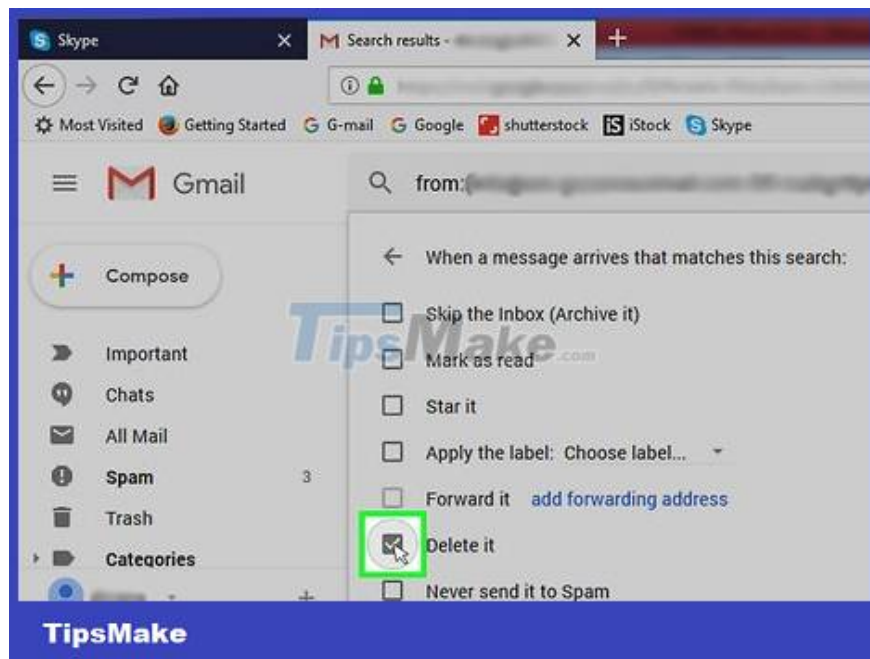 Skype
Search results -
Most Visited Getting Started G-mail Google shutterstock iStock Skype
Gmail
from:
Compose
When a message arrives that matches this search:
Skip the Inbox (Archive it)
TipsMake.com
Important
Mark as read
Chats
Star it
All Mail
Apply the label: Choose label...
Spam 3
Forward it add forwarding address
Trash
Delete it
Categories
Never send it to Spam
TipsMake